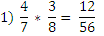 1) 4/7 * 3/8 = 12/56